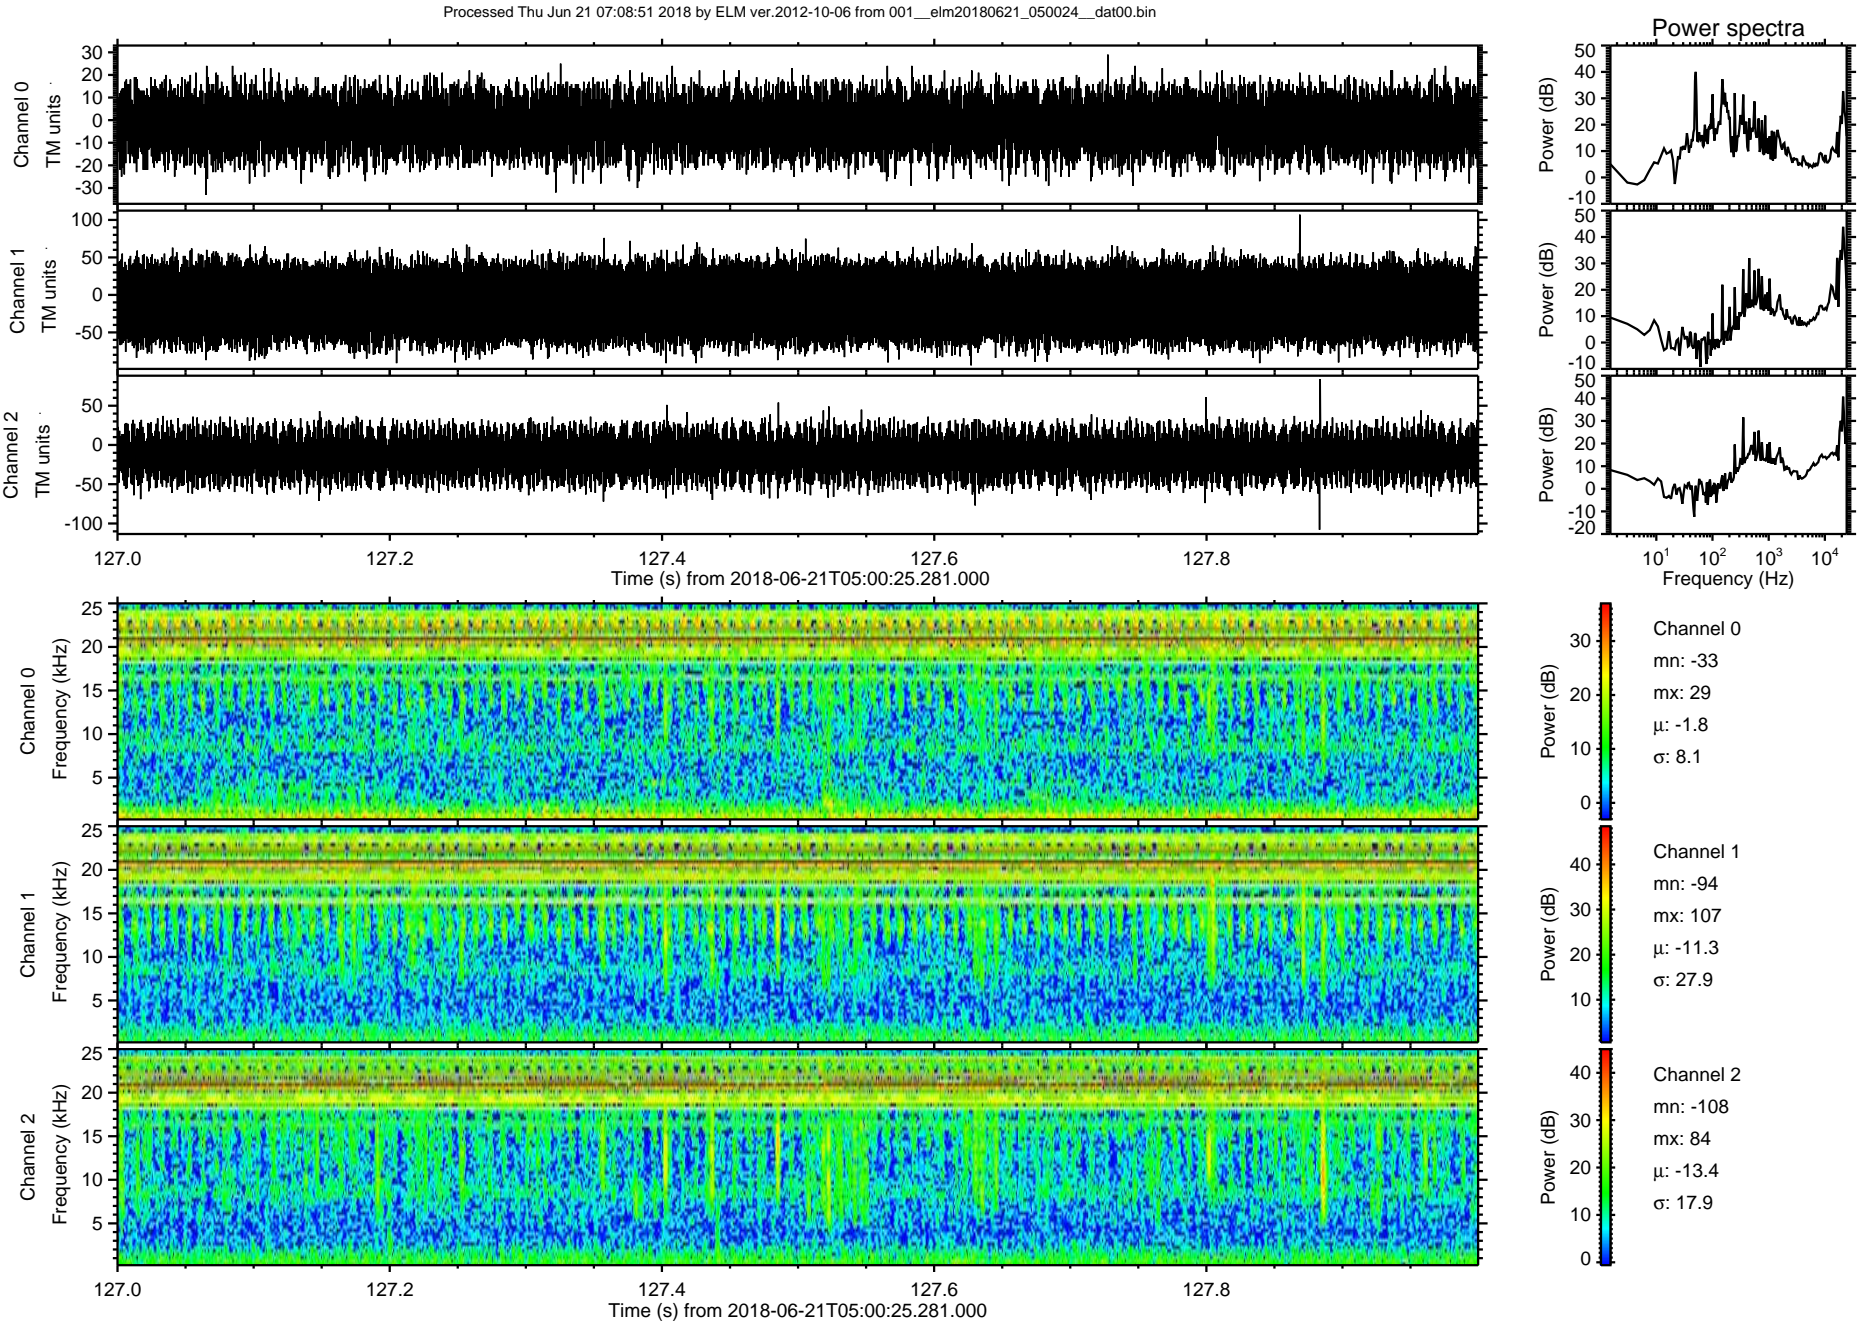 Processed Thu Jun 21 07:08:51 2018 by ELM ver.2012-10-06 from 001__elm20180621_050024__dat00.bin
Power spectra
Channel 0
TM units
30
20
10
0
-10
-20
-30
Power (dB)
50
40
30
20
10
0
-10
Channel 1
TM units
100
50
0
-50
Power (dB)
50
40
30
20
10
0
-10
Channel 2
TM units
50
0
-50
-100
Power (dB)
50
40
30
20
10
0
-10
-20
127.0 127.2 127.4 127.6 127.8
Time (s) from 2018-06-21T05:00:25.281.000
10^1 10^2 10^3 10^4
Frequency (Hz)
Channel 0
Frequency (kHz)
25
20
15
10
5
Power (dB)
30
20
10
0
Channel 0
mn: -33
mx: 29
μ: -1.8
σ: 8.1
Channel 1
Frequency (kHz)
25
20
15
10
5
Power (dB)
40
30
20
10
Channel 1
mn: -94
mx: 107
μ: -11.3
σ: 27.9
Channel 2
Frequency (kHz)
25
20
15
10
5
Power (dB)
40
30
20
10
0
Channel 2
mn: -108
mx: 84
μ: -13.4
σ: 17.9
127.0 127.2 127.4 127.6 127.8
Time (s) from 2018-06-21T05:00:25.281.000